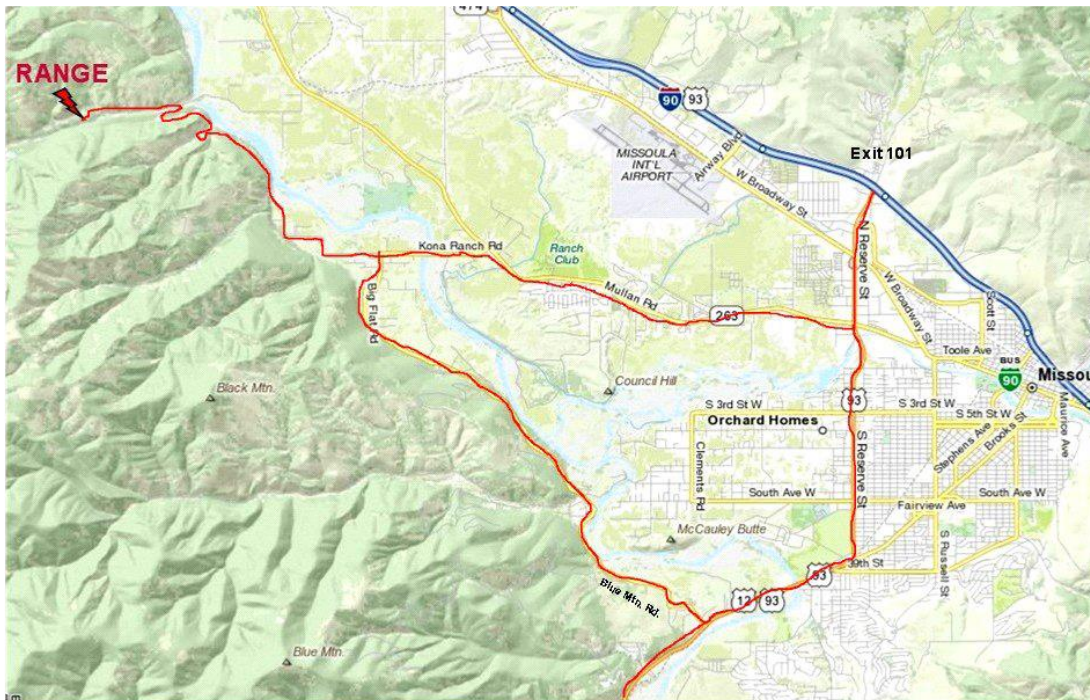 474
RANGE
90
93
Exit 101
MISSOULA
INT'L
AIRPORT
Airway Blvd
W Broadway St
N Reserve St
Kona Ranch Rd
Ranch
Club
Mullan Rd
263
W Broadway St
Scott St
Big Flat Rd
Toole Ave
BUS
90
Missou
Black Mtn.
Council Hill
93
S 3rd St W
S 3rd St W
S 5th St W
Maurice Ave
Orchard Homes
Stephens Ave
Brooks St
Clements Rd
S Reserve St
South Ave W
South Ave W
Fairview Ave
McCauley Butte
S Russell St
39th St
93
12
93
Blue Mtn. Rd.
Blue Mtn.